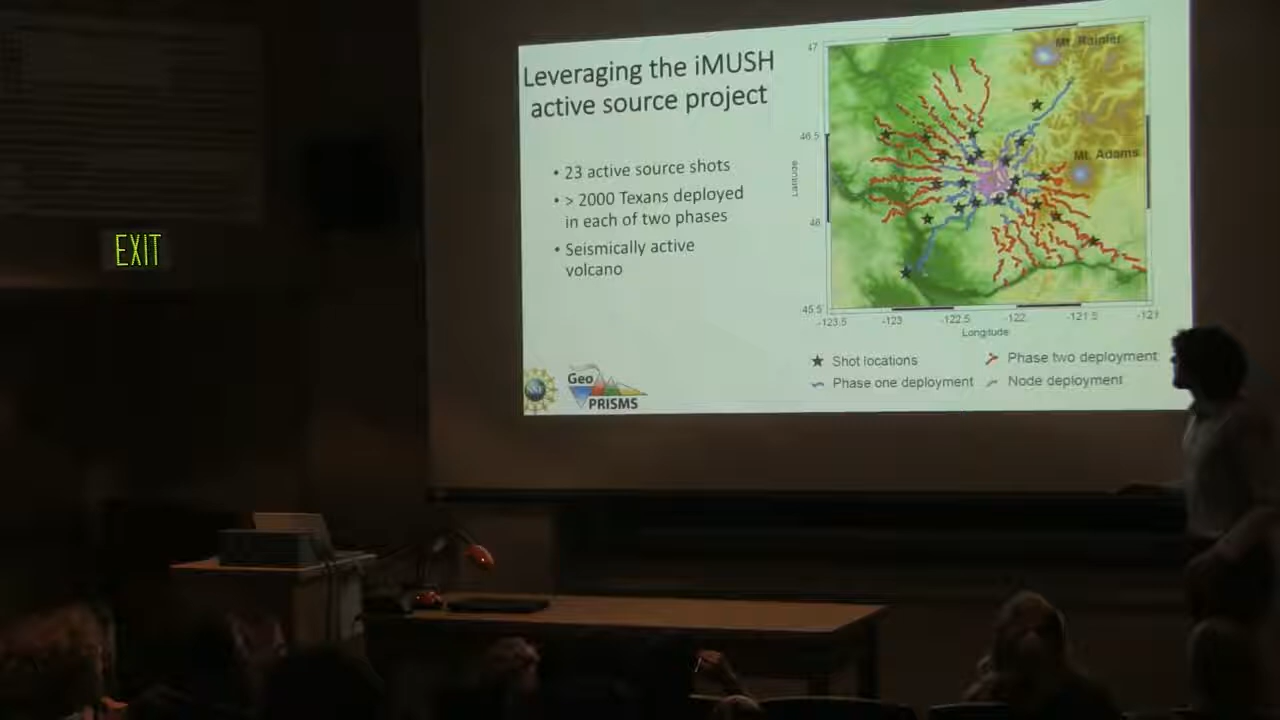 EXIT
Leveraging the iMUSH
active source project
• 23 active source shots
• > 2000 Texans deployed
in each of two phases
• Seismically active
volcano
Geo
PRISMS
Mt. Rainier
Mt. Adams
47
46.5
46
45.5
Latitude
-123.5 -123 -122.5 -122 -121.5 -121
Longitude
Shot locations
Phase two deployment
Phase one deployment
Node deployment